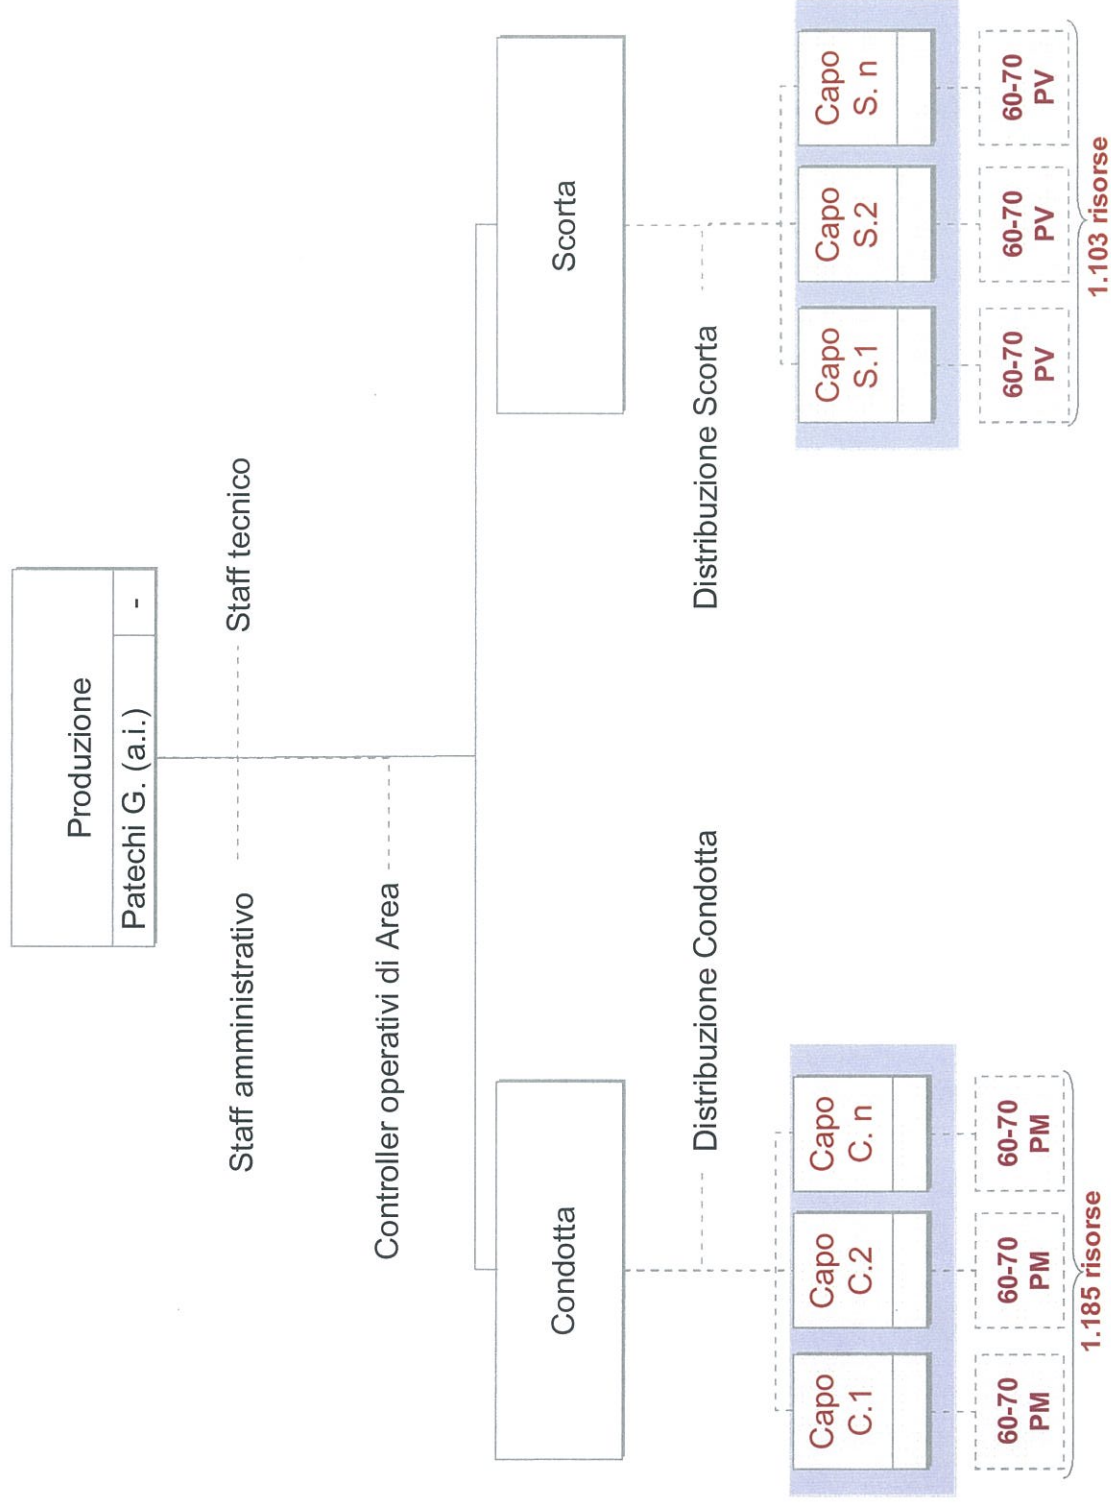 Produzione
Patechi G. (a.i.)
-
Staff amministrativo
Staff tecnico
Controller operativi di Area
Condotta
Scorta
Distribuzione Condotta
Distribuzione Scorta
Capo
C.1
Capo
C.2
Capo
C. n
Capo
S.1
Capo
S.2
Capo
S. n
60-70
PM
60-70
PM
60-70
PM
60-70
PV
60-70
PV
60-70
PV
1.185 risorse
1.103 risorse